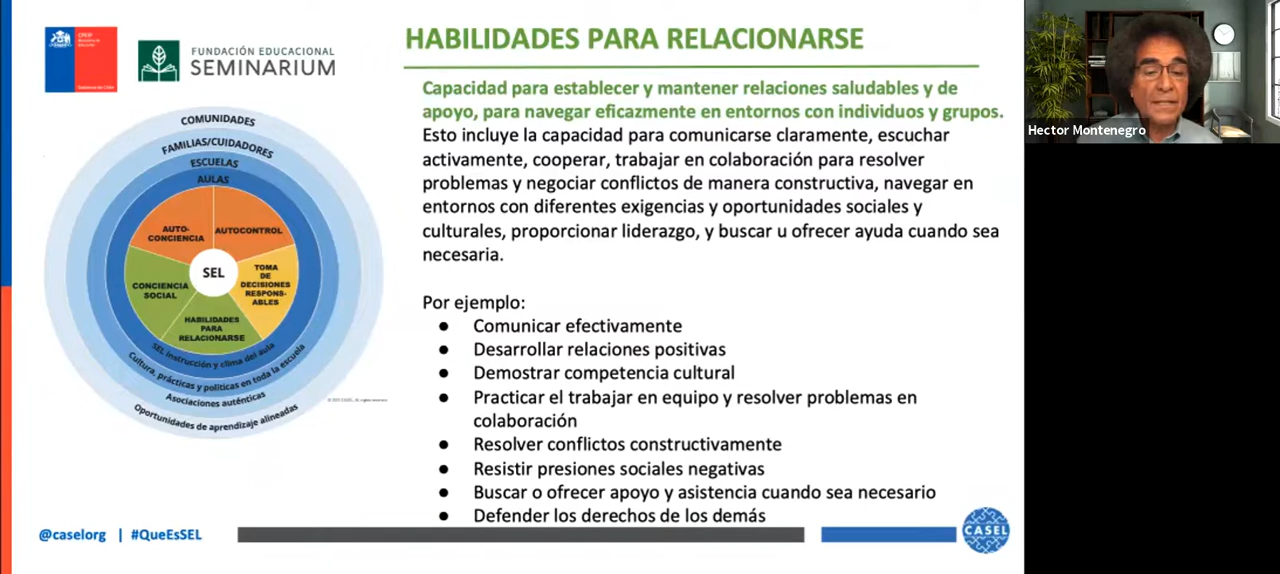 FUNDACIÓN EDUCACIONAL
SEMINARIUM
HABILIDADES PARA RELACIONARSE
Capacidad para establecer y mantener relaciones saludables y de
apoyo, para navegar eficazmente en entornos con individuos y grupos.
Esto incluye la capacidad para comunicarse claramente, escuchar
activamente, cooperar, trabajar en colaboración para resolver
problemas y negociar conflictos de manera constructiva, navegar en
entornos con diferentes exigencias y oportunidades sociales y
culturales, proporcionar liderazgo, y buscar u ofrecer ayuda cuando sea
necesaria.
Por ejemplo:
● Comunicar efectivamente
● Desarrollar relaciones positivas
● Demostrar competencia cultural
● Practicar el trabajar en equipo y resolver problemas en
colaboración
● Resolver conflictos constructivamente
● Resistir presiones sociales negativas
● Buscar o ofrecer apoyo y asistencia cuando sea necesario
● Defender los derechos de los demás
COMUNIDADES
FAMILIAS/CUIDADORES
ESCUELAS
AULAS
AUTO-
CONCIENCIA
AUTOCONTROL
SEL
TOMA
DE
DECISIONES
RESPONS-
ABLES
CONCIENCIA
SOCIAL
HABILIDADES
PARA
RELACIONARSE
SEL instrucción y clima del aula
Cultura, prácticas y políticas en toda la escuela
Asociaciones auténticas
Oportunidades de aprendizaje alineadas
@caselorg | #QueEsSEL
CASEL
Hector Montenegro